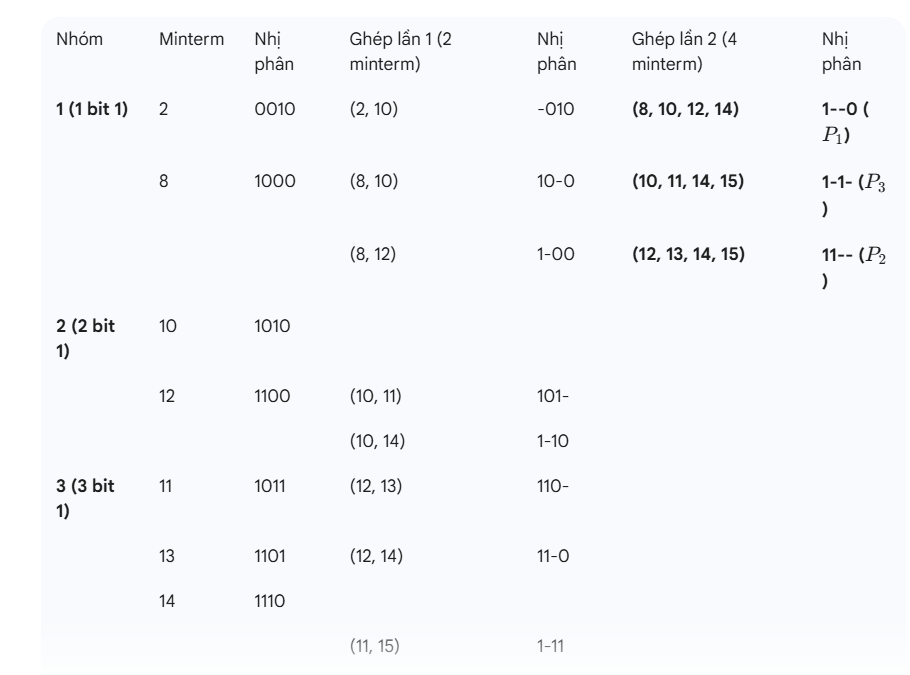 Nhóm Minterm Nhị phân Ghép lần 1 (2 minterm) Nhị phân Ghép lần 2 (4 minterm) Nhị phân
1 (1 bit 1) 2 0010 (2, 10) -010 (8, 10, 12, 14) 1--0 (P₁)
8 1000 (8, 10) 10-0 (10, 11, 14, 15) 1-1- (P₃)
(8, 12) 1-00 (12, 13, 14, 15) 11-- (P₂)
2 (2 bit 1) 10 1010
12 1100 (10, 11) 101-
(10, 14) 1-10
3 (3 bit 1) 11 1011 (12, 13) 110-
13 1101 (12, 14) 11-0
14 1110
(11, 15) 1-11